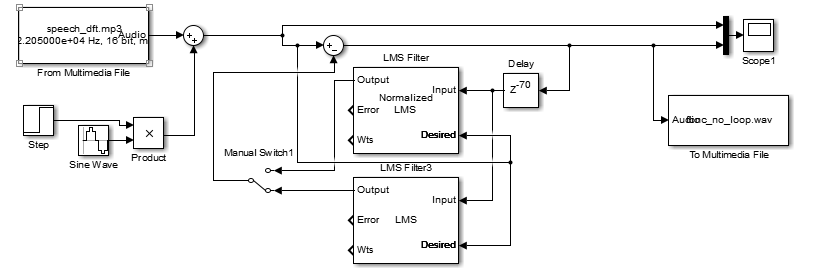 speech_dft.mp3
Audio
2.205000e+04 Hz, 16 bit, m
From Multimedia File
Step
Sine Wave
×
Product
Manual Switch1
LMS Filter
Output
Input
Normalized
Error
LMS
Wts
Desired
LMS Filter3
Output
Input
Error
LMS
Wts
Desired
Delay
z-70
Scope1
Audio
nc_no_loop.wav
To Multimedia File